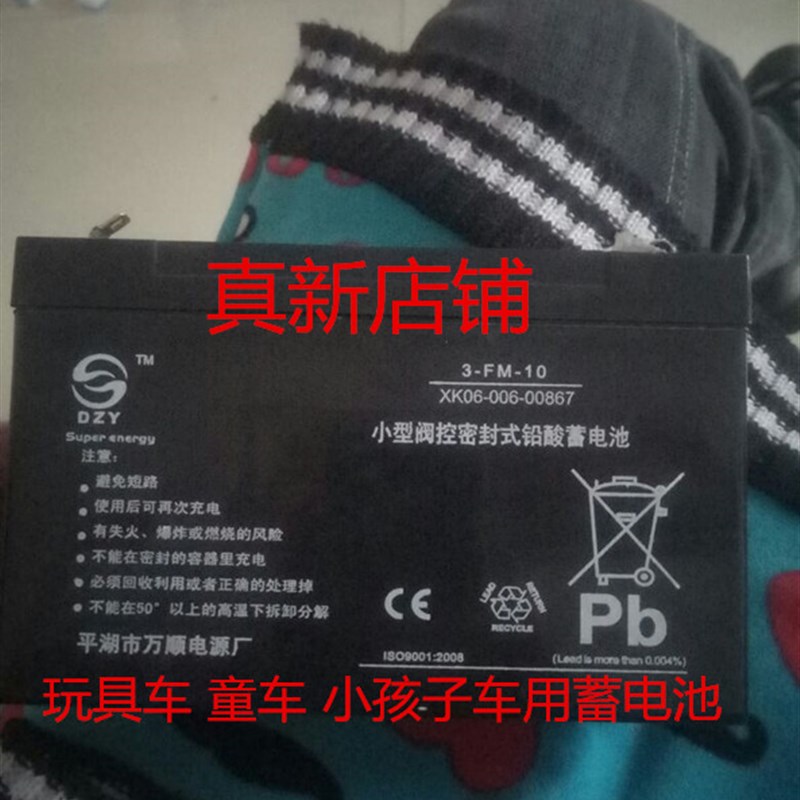 真新店铺
TM
DZY
Super energy
3-FM-10
XK06-006-00867
小型阀控密封式铅酸蓄电池
注意:
• 避免短路
• 使用后可再次充电
• 有失火、爆炸或燃烧的风险
• 不能在密封的容器里充电
• 必须回收利用或者正确的处理掉
• 不能在50°以上的高温下拆卸分解
平湖市万顺电源厂
CE
ISO9001:2008
LEAD
RETURN
RECYCLE
Pb
(Lead is more than 0.004%)
玩具车 童车 小孩子车用蓄电池